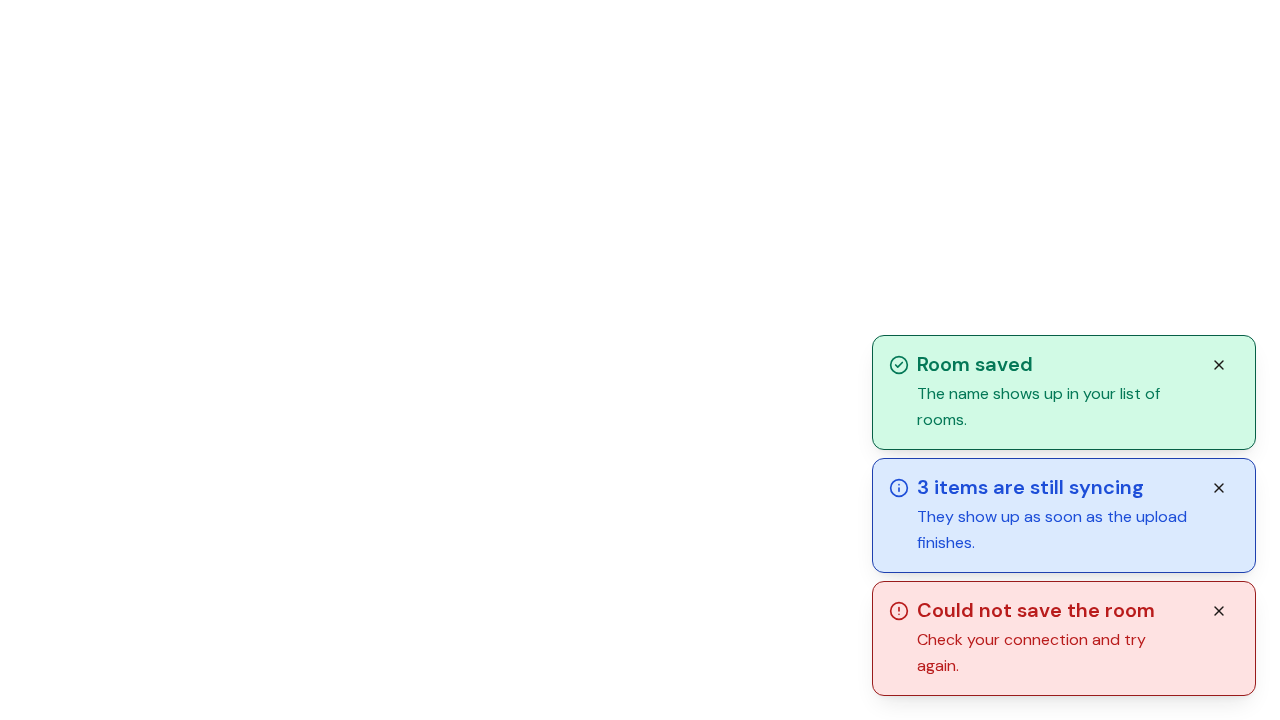 Room saved
The name shows up in your list of
rooms.
3 items are still syncing
They show up as soon as the upload
finishes.
Could not save the room
Check your connection and try
again.